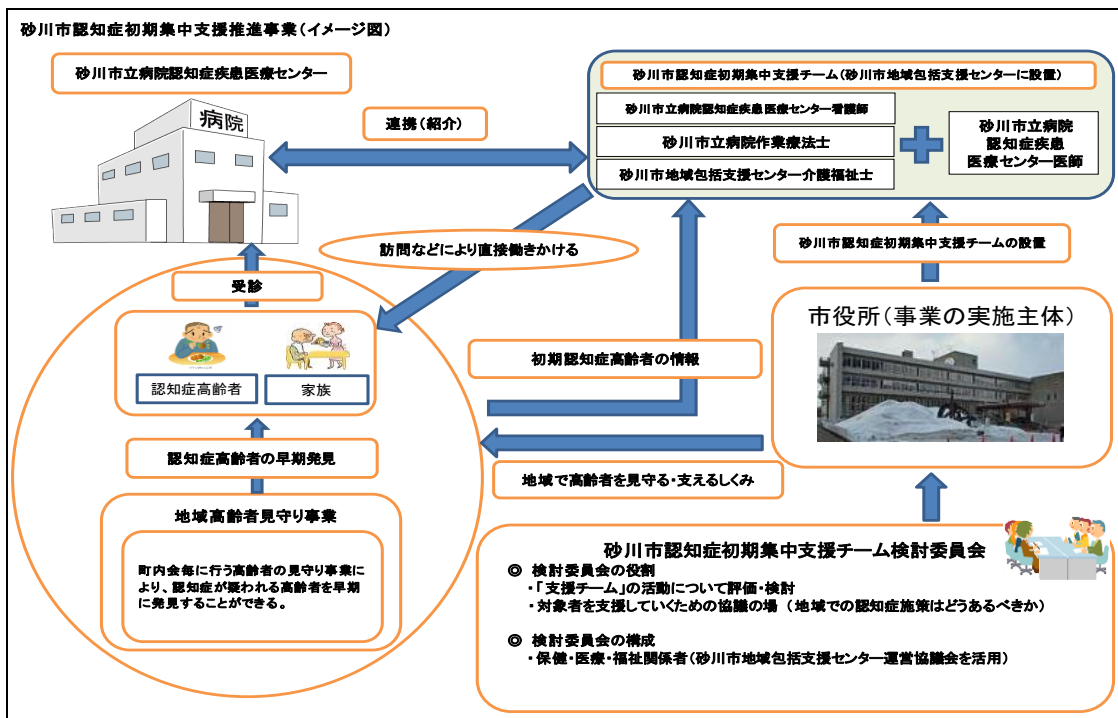 砂川市認知症初期集中支援推進事業(イメージ図)
砂川市立病院認知症疾患医療センター
病院
連携(紹介)
砂川市認知症初期集中支援チーム(砂川市地域包括支援センターに設置)
砂川市立病院認知症疾患医療センター看護師
砂川市立病院作業療法士
砂川市地域包括支援センター介護福祉士
砂川市立病院
認知症疾患
医療センター医師
訪問などにより直接働きかける
砂川市認知症初期集中支援チームの設置
受診
認知症高齢者
家族
市役所(事業の実施主体)
初期認知症高齢者の情報
認知症高齢者の早期発見
地域で高齢者を見守る・支えるしくみ
地域高齢者見守り事業
町内会毎に行う高齢者の見守り事業によ
り、認知症が疑われる高齢者を早期
に発見することができる。
砂川市認知症初期集中支援チーム検討委員会
◎ 検討委員会の役割
・「支援チーム」の活動について評価・検討
・対象者を支援していくための協議の場 (地域での認知症施策はどうあるべきか)
◎ 検討委員会の構成
・保健・医療・福祉関係者(砂川市地域包括支援センター運営協議会を活用)